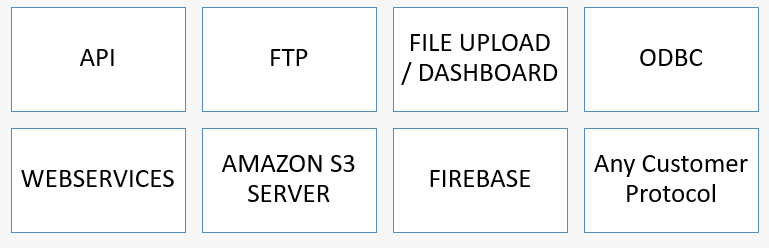 API
FTP
FILE UPLOAD
/ DASHBOARD
ODBC
WEBSERVICES
AMAZON S3
SERVER
FIREBASE
Any Customer
Protocol